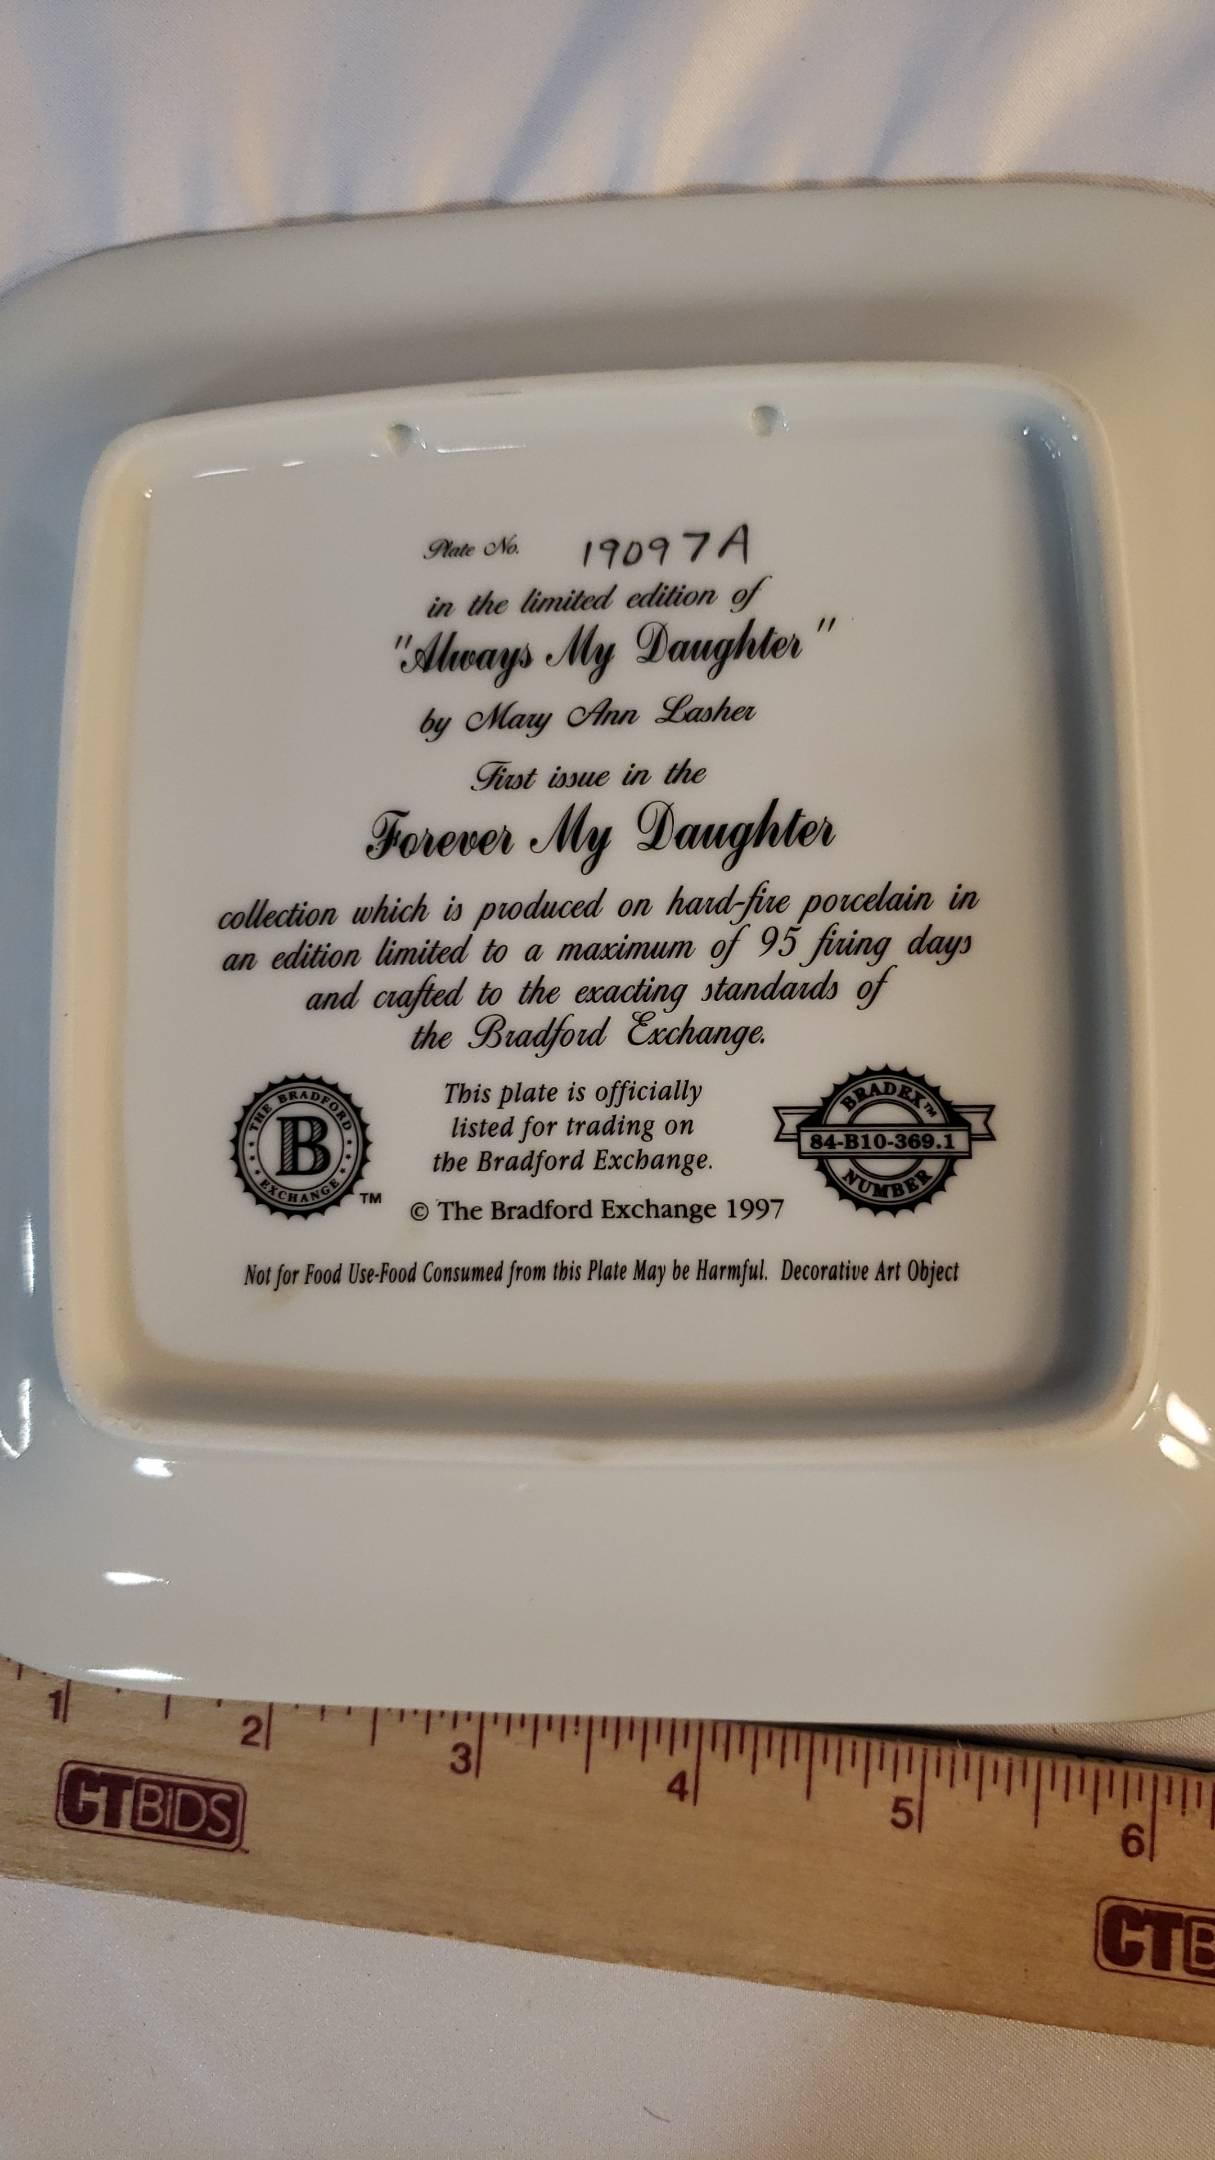 Plate No. 19097A
in the limited edition of
"Always My Daughter"
by Mary Ann Lasher
First issue in the
Forever My Daughter
collection which is produced on hard-fire porcelain in
an edition limited to a maximum of 95 firing days
and crafted to the exacting standards of
the Bradford Exchange.
THE BRADFORD
B
EXCHANGE
TM
This plate is officially
listed for trading on
the Bradford Exchange.
BRADEX™
84-B10-369.1
NUMBER
© The Bradford Exchange 1997
Not for Food Use-Food Consumed from this Plate May be Harmful. Decorative Art Object
1 2 3 4 5 6
CTBIDS
CTB